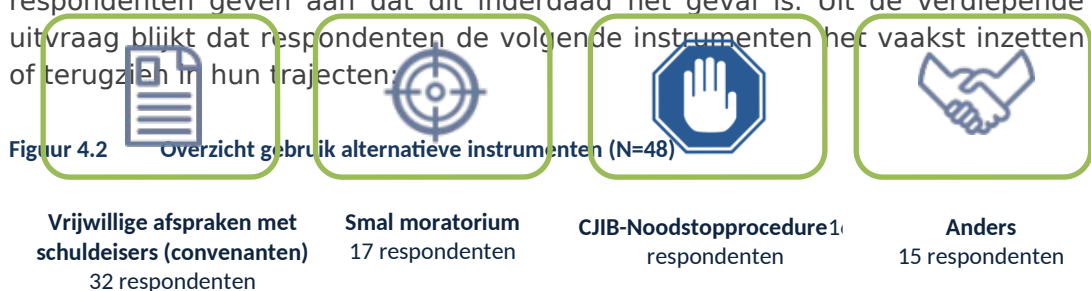 respondenten geven aan dat dit inderdaad het geval is. Uit de verdiepende
uitvraag blijkt dat respondenten de volgende instrumenten het vaakst inzetten
of terugzien in hun trajecten:
Figuur 4.2 Overzicht gebruik alternatieve instrumenten (N=48)
Vrijwillige afspraken met
schuldeisers (convenanten)
32 respondenten
Smal moratorium
17 respondenten
CJIB-Noodstopprocedure
respondenten
Anders
15 respondenten